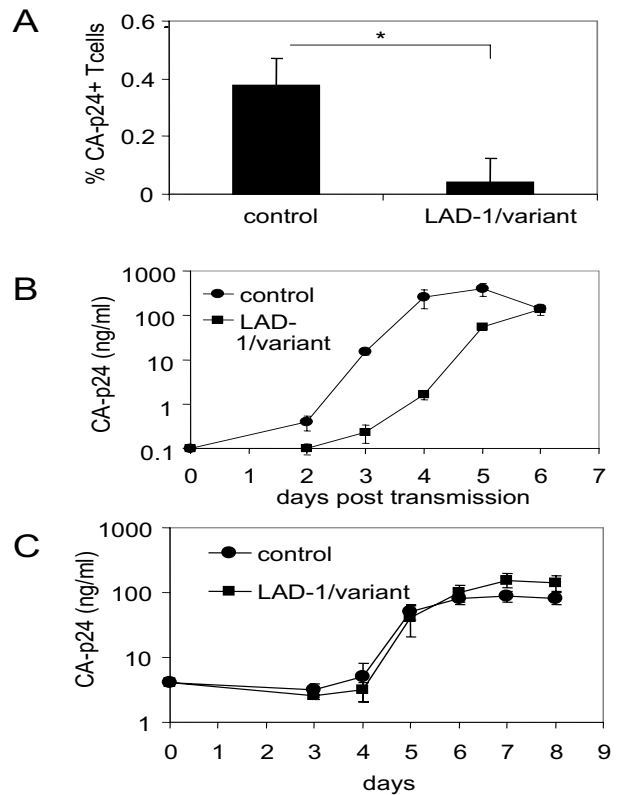 A
% CA-p24+ Tcells
0.6
0.4
0.2
0
*
control
LAD-1/variant
B
CA-p24 (ng/ml)
1000
100
10
1
0.1
control
LAD-
1/variant
0 1 2 3 4 5 6 7
days post transmission
C
CA-p24 (ng/ml)
1000
100
10
1
control
LAD-1/variant
0 1 2 3 4 5 6 7 8 9
days